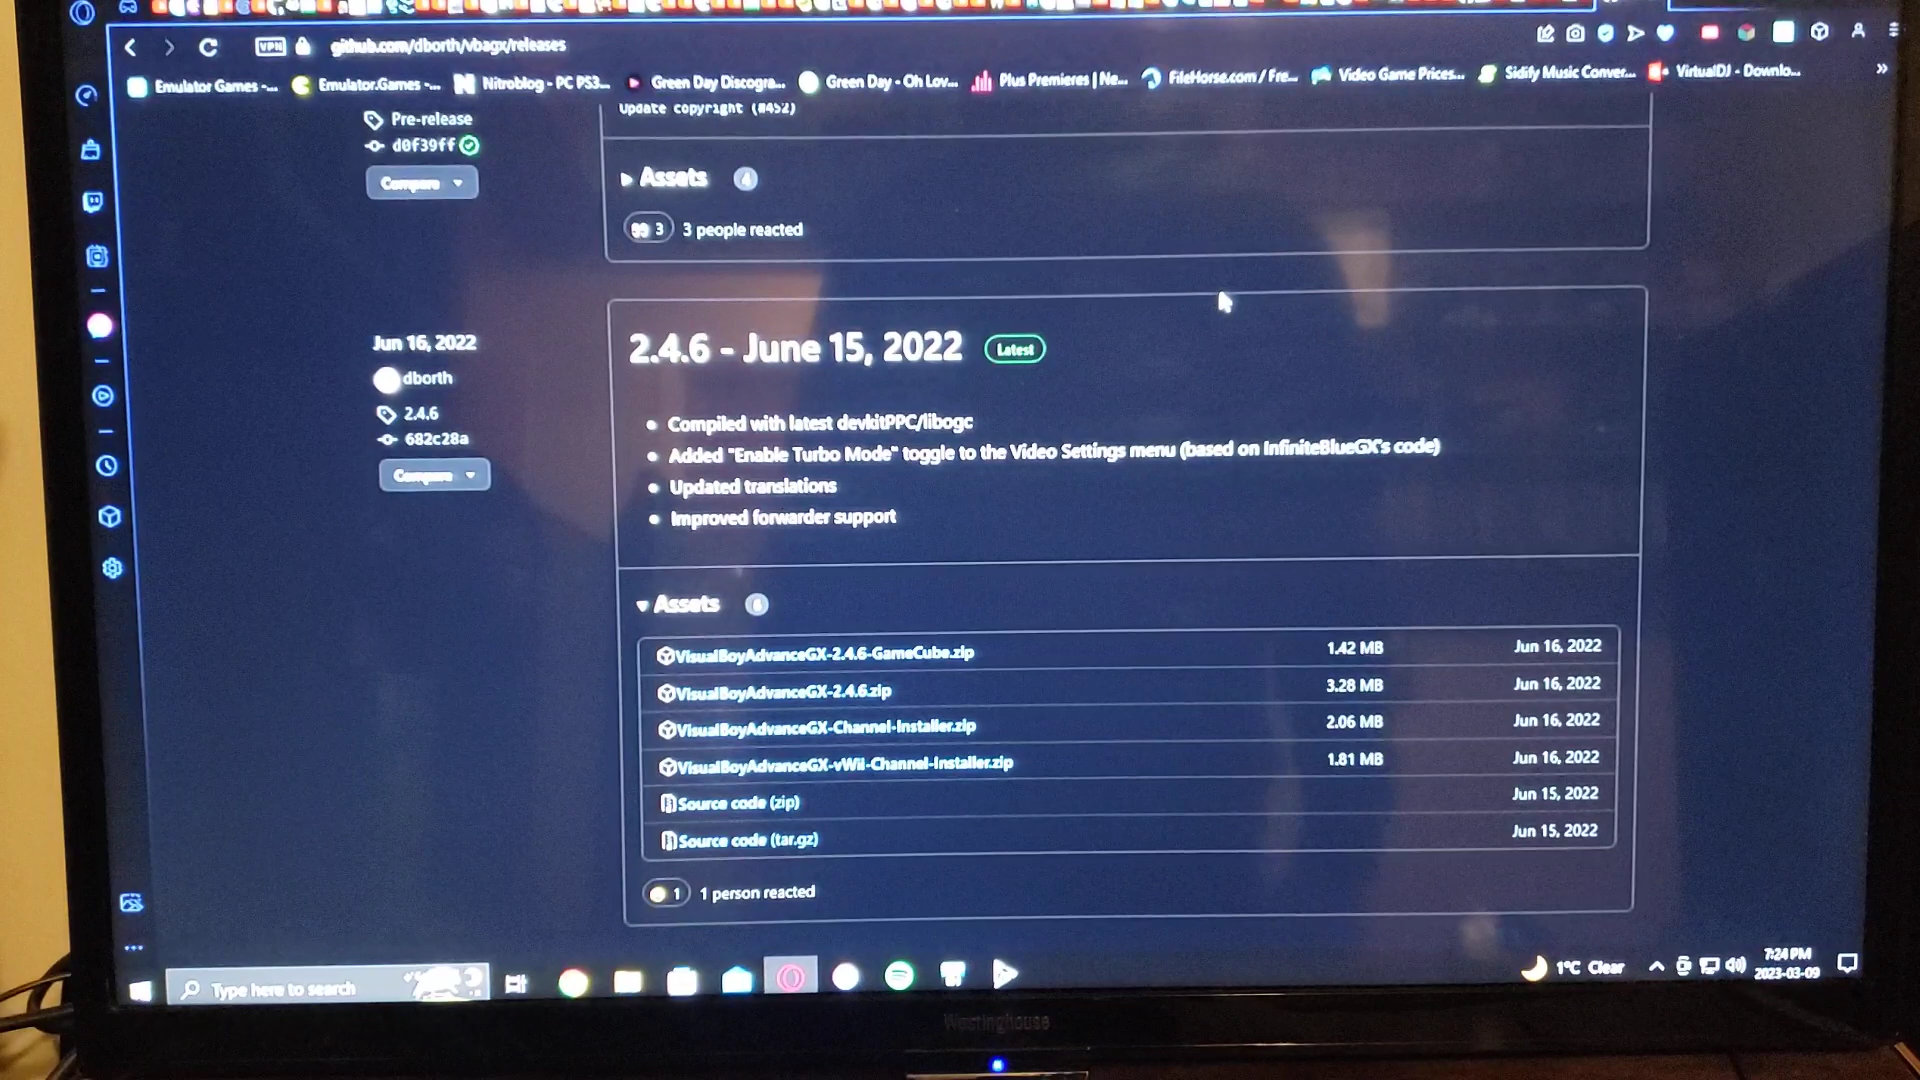 VPN github.com/dborth/vbagx/releases
Emulator Games -... Emulator.Games -... Nitroblog - PC PS3... Green Day Discogra... Green Day - Oh Lov... Plus Premieres | Ne... FileHorse.com / Fre... Video Game Prices... Sidify Music Conver... VirtualDJ - Downlo... »
Update copyright (#452)
Pre-release
d0f39ff
Compare
Assets 4
3 3 people reacted
Jun 16, 2022
dborth
2.4.6
682c28a
Compare
2.4.6 - June 15, 2022 Latest
• Compiled with latest devkitPPC/libogc
• Added "Enable Turbo Mode" toggle to the Video Settings menu (based on InfiniteBlueGX's code)
• Updated translations
• Improved forwarder support
Assets 6
VisualBoyAdvanceGX-2.4.6-GameCube.zip 1.42 MB Jun 16, 2022
VisualBoyAdvanceGX-2.4.6.zip 3.28 MB Jun 16, 2022
VisualBoyAdvanceGX-Channel-Installer.zip 2.06 MB Jun 16, 2022
VisualBoyAdvanceGX-vWii-Channel-Installer.zip 1.81 MB Jun 16, 2022
Source code (zip) Jun 15, 2022
Source code (tar.gz) Jun 15, 2022
1 1 person reacted
Type here to search
1°C Clear
7:24 PM
2023-03-09
Westinghouse